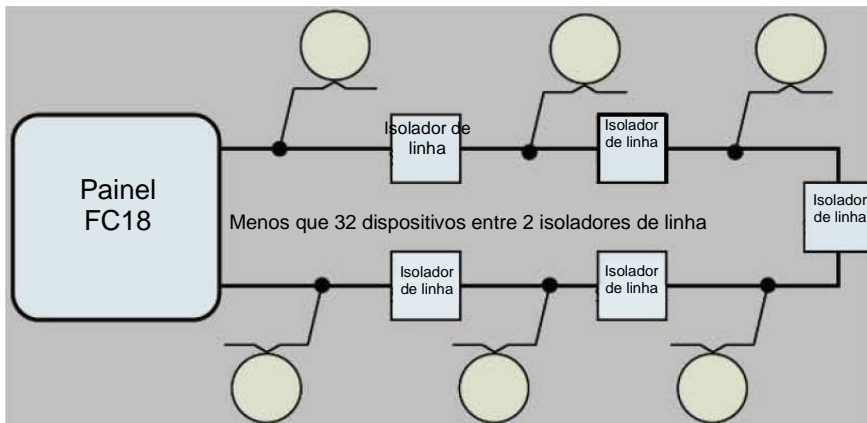 Isolador de
linha
Isolador
de linha
Painel
FC18
Isolador
de linha
Menos que 32 dispositivos entre 2 isoladores de linha
Isolador
de linha
Isolador
de linha